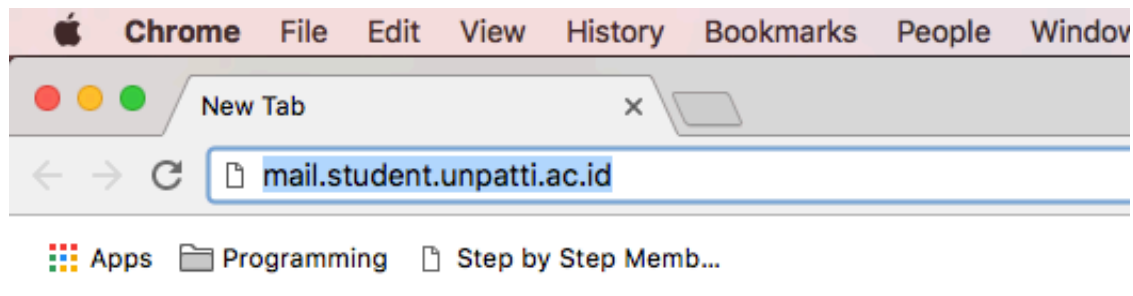 Chrome File Edit View History Bookmarks People Window
New Tab
mail.student.unpatti.ac.id
Apps Programming Step by Step Memb...